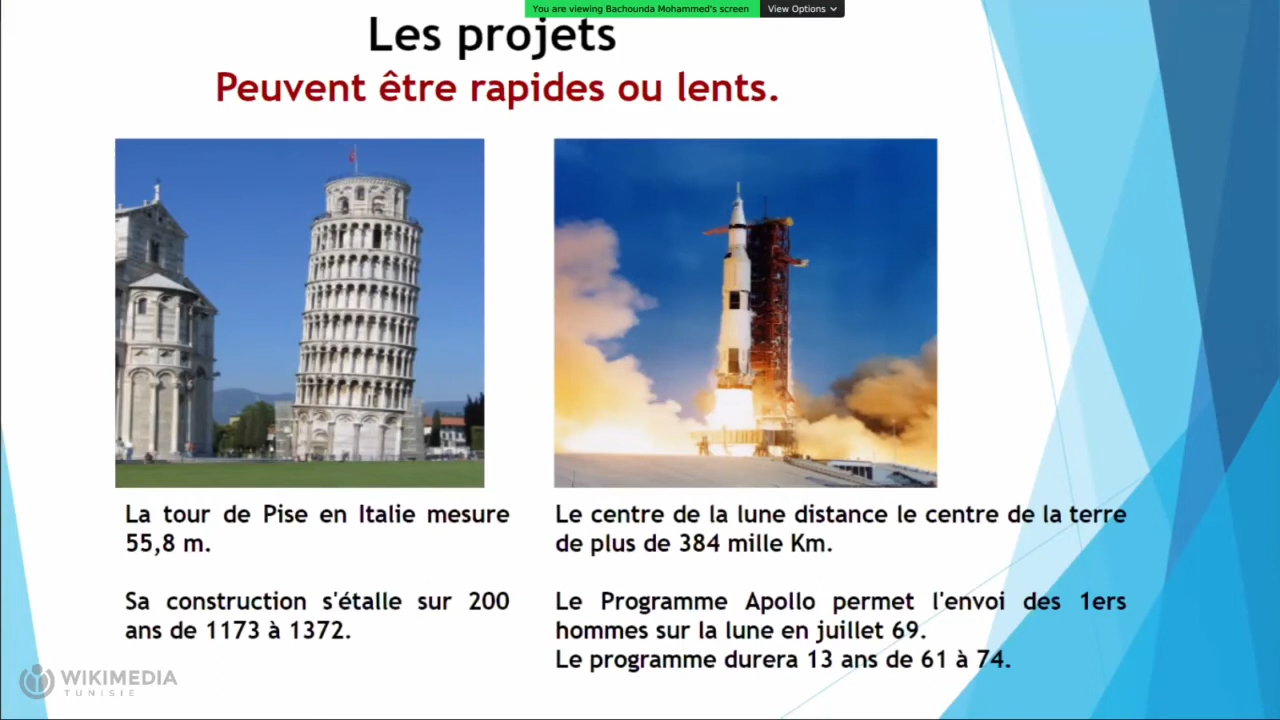 You are viewing Bachounda Mohammed's screen
View Options
Les projets
Peuvent être rapides ou lents.
La tour de Pise en Italie mesure
55,8 m.
Sa construction s'étalle sur 200
ans de 1173 à 1372.
Le centre de la lune distance le centre de la terre
de plus de 384 mille Km.
Le Programme Apollo permet l'envoi des 1ers
hommes sur la lune en juillet 69.
Le programme durera 13 ans de 61 à 74.
WIKIMEDIA
TUNISIE